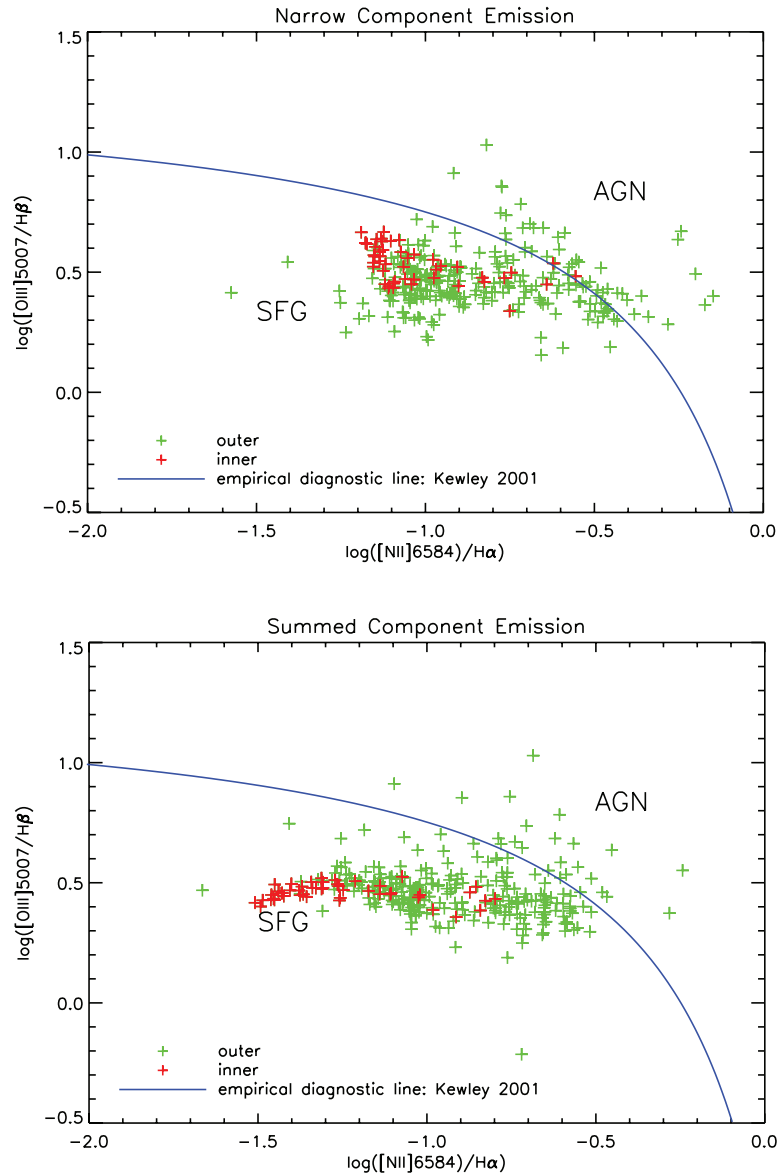 Narrow Component Emission
1.5
1.0
0.5
0.0
−0.5
log([OIII]5007/Hβ)
AGN
SFG
outer
inner
empirical diagnostic line: Kewley 2001
−2.0 −1.5 −1.0 −0.5 0.0
log([NII]6584)/Hα)
Summed Component Emission
1.5
1.0
0.5
0.0
−0.5
log([OIII]5007/Hβ)
AGN
SFG
outer
inner
empirical diagnostic line: Kewley 2001
−2.0 −1.5 −1.0 −0.5 0.0
log([NII]6584)/Hα)